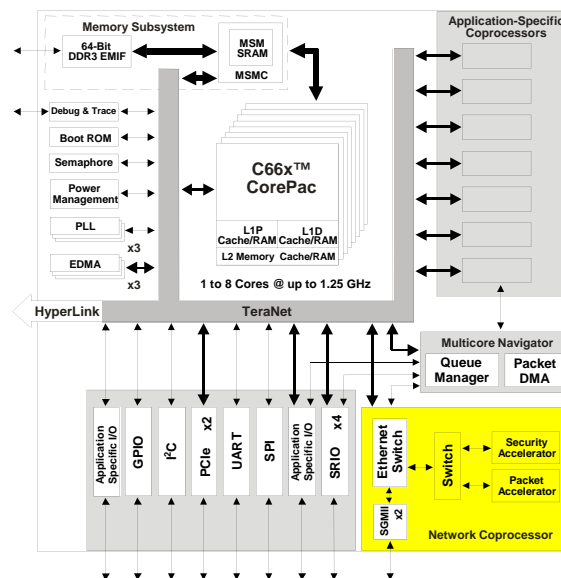 Memory Subsystem
64-Bit
DDR3 EMIF
MSM
SRAM
MSMC
Application-Specific
Coprocessors
Debug & Trace
Boot ROM
Semaphore
Power
Management
PLL
x3
EDMA
x3
C66x™
CorePac
L1P
Cache/RAM
L1D
Cache/RAM
L2 Memory Cache/RAM
1 to 8 Cores @ up to 1.25 GHz
HyperLink
TeraNet
Multicore Navigator
Queue
Manager
Packet
DMA
Application
Specific I/O
GPIO
I²C
PCIe x2
UART
SPI
Application
Specific I/O
SRIO x4
Ethernet
Switch
Switch
Security
Accelerator
Packet
Accelerator
SGMII
x2
Network Coprocessor